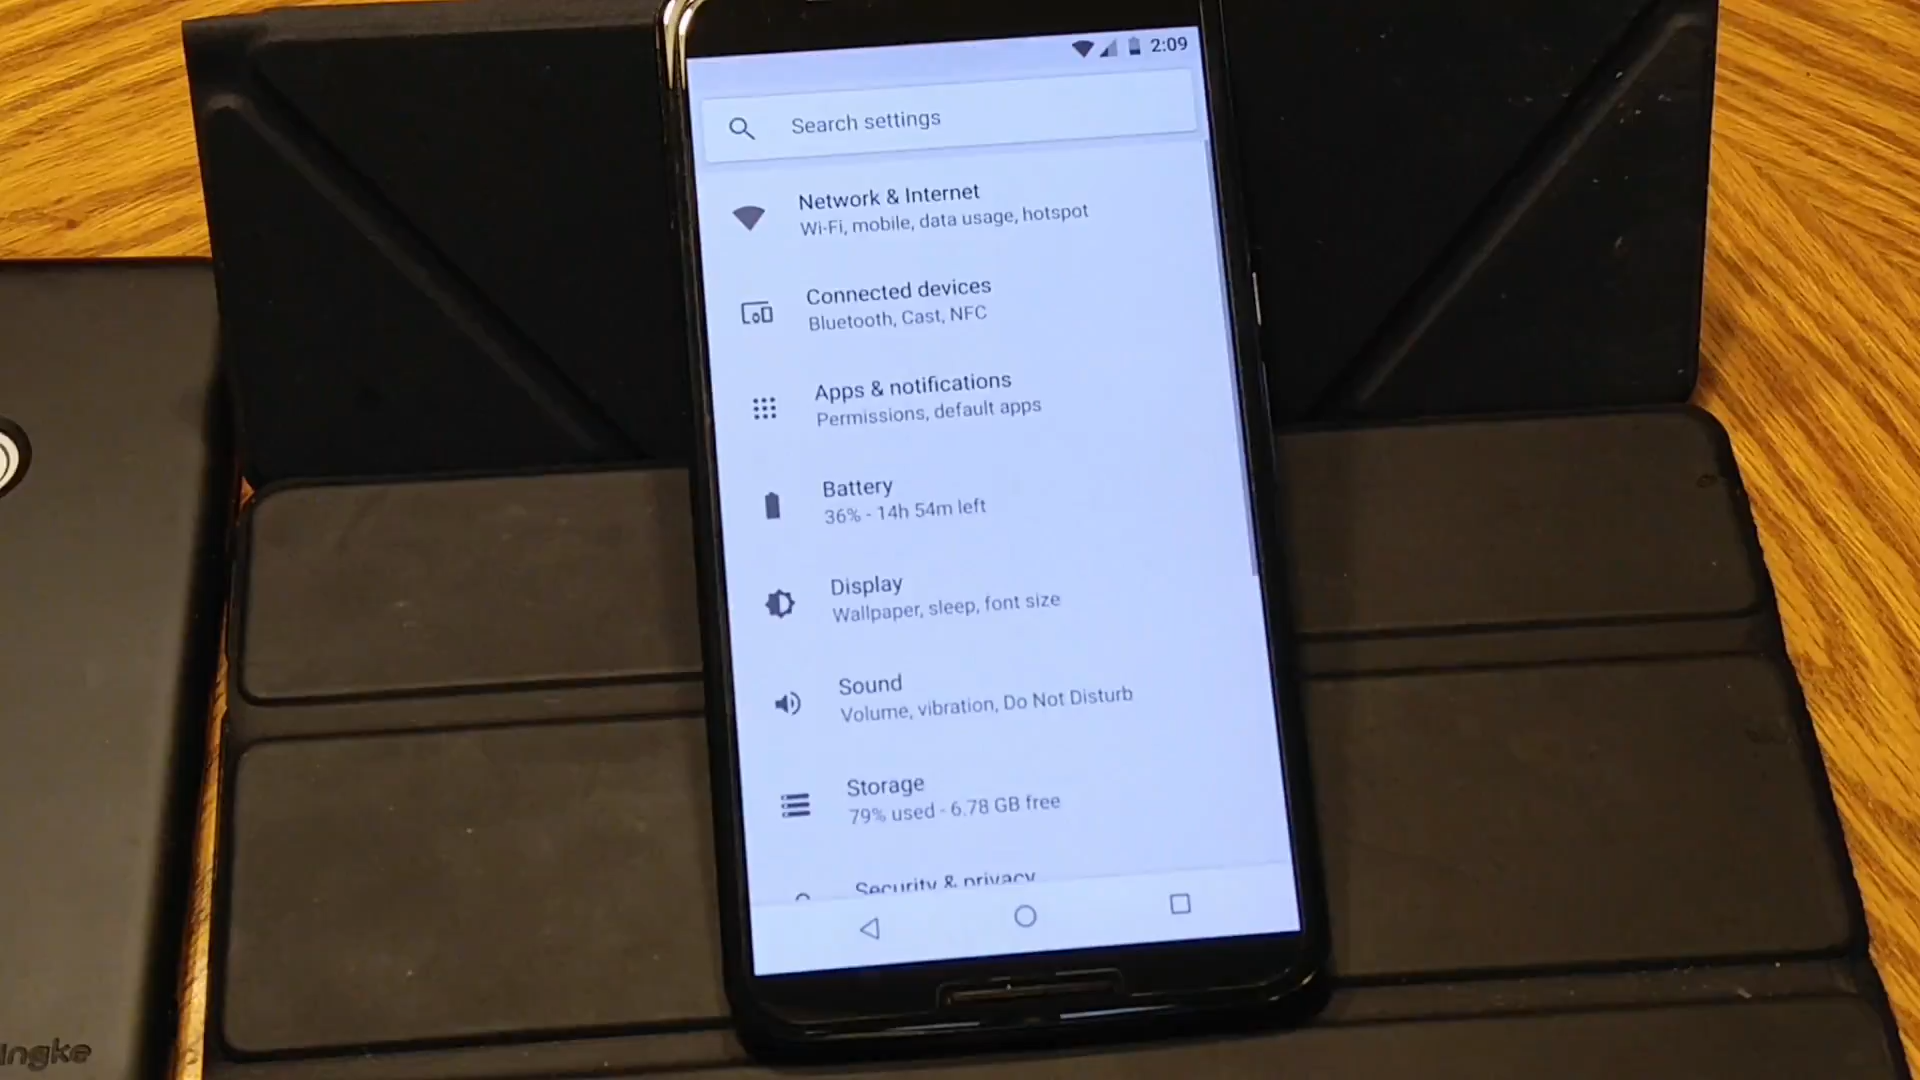 2:09
Search settings
Network & Internet
Wi-Fi, mobile, data usage, hotspot
Connected devices
Bluetooth, Cast, NFC
Apps & notifications
Permissions, default apps
Battery
36% - 14h 54m left
Display
Wallpaper, sleep, font size
Sound
Volume, vibration, Do Not Disturb
Storage
79% used - 6.78 GB free
Security & privacy
ingke